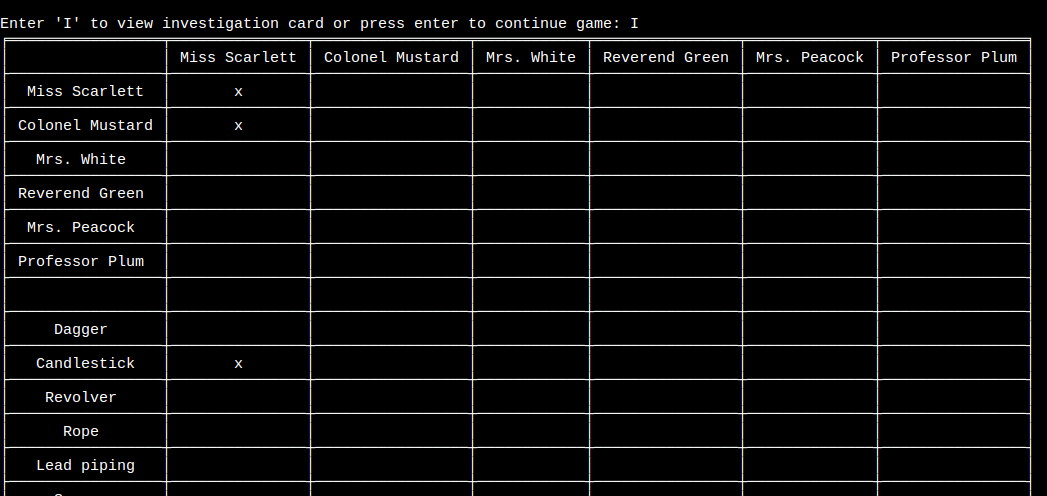 Enter 'I' to view investigation card or press enter to continue game: I
Miss Scarlett Colonel Mustard Mrs. White Reverend Green Mrs. Peacock Professor Plum
Miss Scarlett x
Colonel Mustard x
Mrs. White
Reverend Green
Mrs. Peacock
Professor Plum
Dagger
Candlestick x
Revolver
Rope
Lead piping